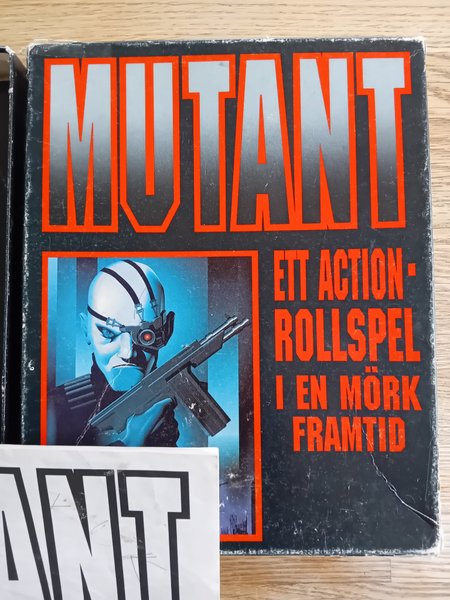 MUTANT
ETT ACTION-
ROLLSPEL
I EN MÖRK
FRAMTID
ANT